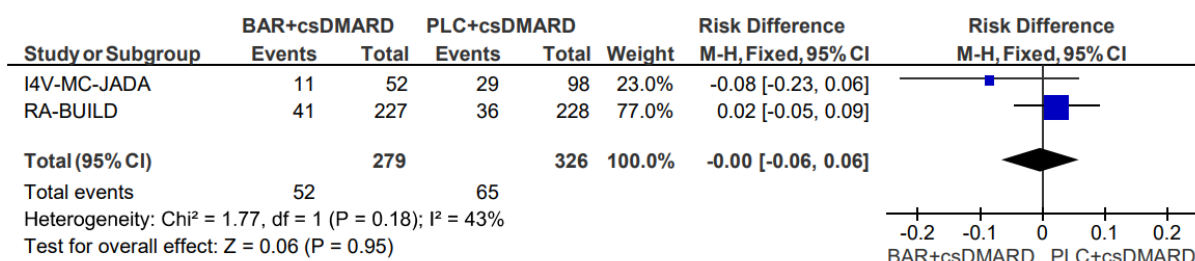 BAR+csDMARD PLC+csDMARD Risk Difference Risk Difference
Study or Subgroup Events Total Events Total Weight M-H, Fixed, 95% CI M-H, Fixed, 95% CI
I4V-MC-JADA 11 52 29 98 23.0% -0.08 [-0.23, 0.06]
RA-BUILD 41 227 36 228 77.0% 0.02 [-0.05, 0.09]
Total (95% CI) 279 326 100.0% -0.00 [-0.06, 0.06]
Total events 52 65
Heterogeneity: Chi² = 1.77, df = 1 (P = 0.18); I² = 43%
Test for overall effect: Z = 0.06 (P = 0.95)
-0.2 -0.1 0 0.1 0.2
BAR+csDMARD PLC+csDMARD